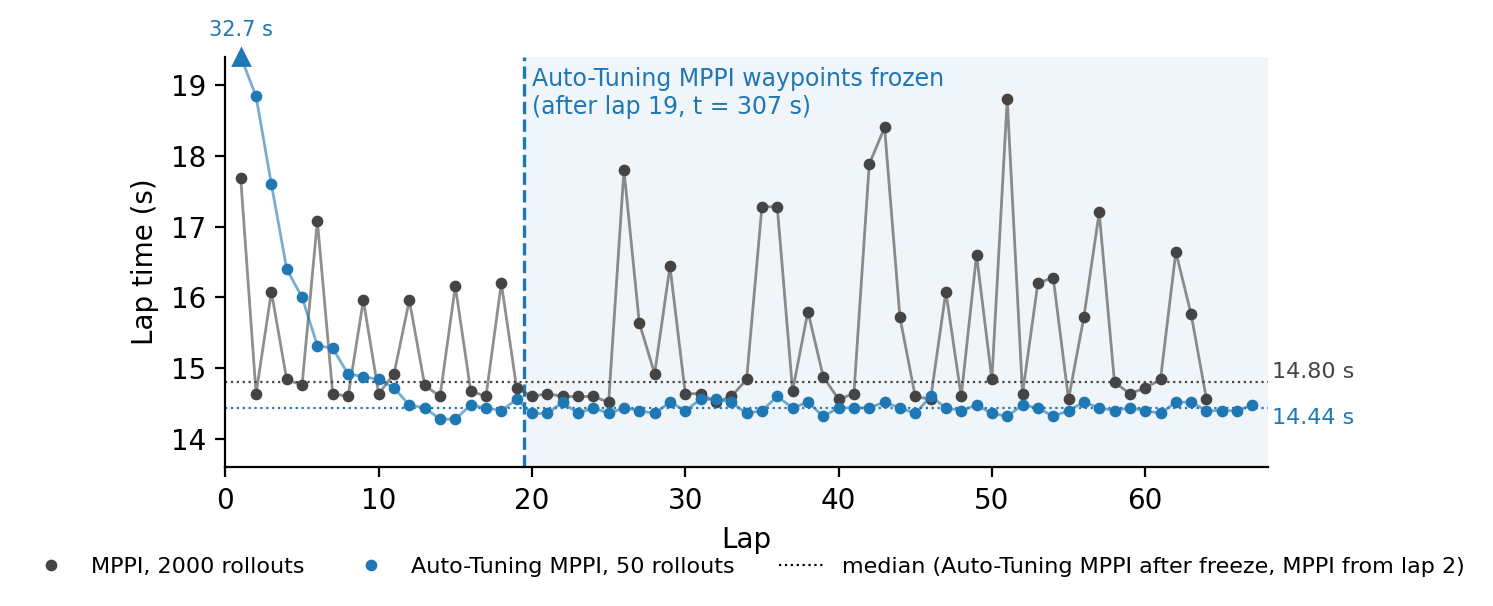 32.7 s
Auto-Tuning MPPI waypoints frozen
(after lap 19, t = 307 s)
Lap time (s)
19
18
17
16
15
14
14.80 s
14.44 s
0 10 20 30 40 50 60
Lap
MPPI, 2000 rollouts Auto-Tuning MPPI, 50 rollouts median (Auto-Tuning MPPI after freeze, MPPI from lap 2)